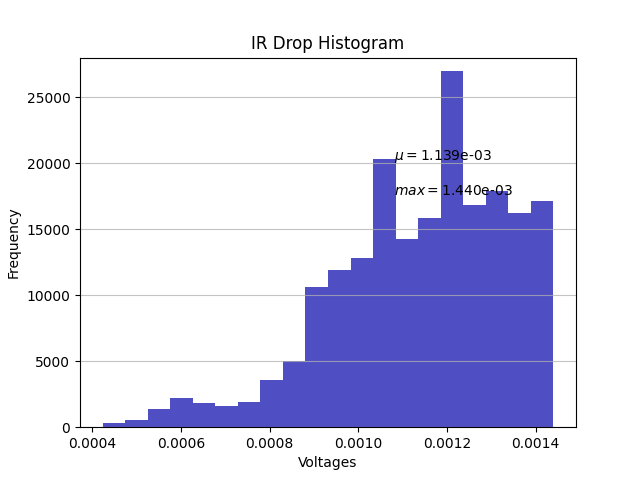 IR Drop Histogram
25000
20000
15000
10000
5000
0
Frequency
μ = 1.139e-03
max = 1.440e-03
0.0004 0.0006 0.0008 0.0010 0.0012 0.0014
Voltages